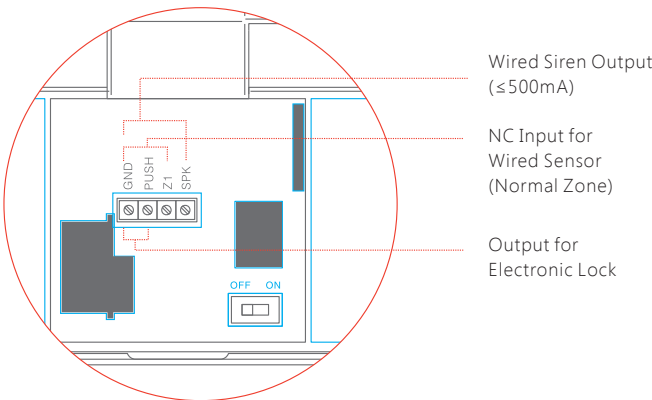 Wired Siren Output
(≤500mA)
NC Input for
Wired Sensor
(Normal Zone)
GND
PUSH
Z1
SPK
Output for
Electronic Lock
OFF ON